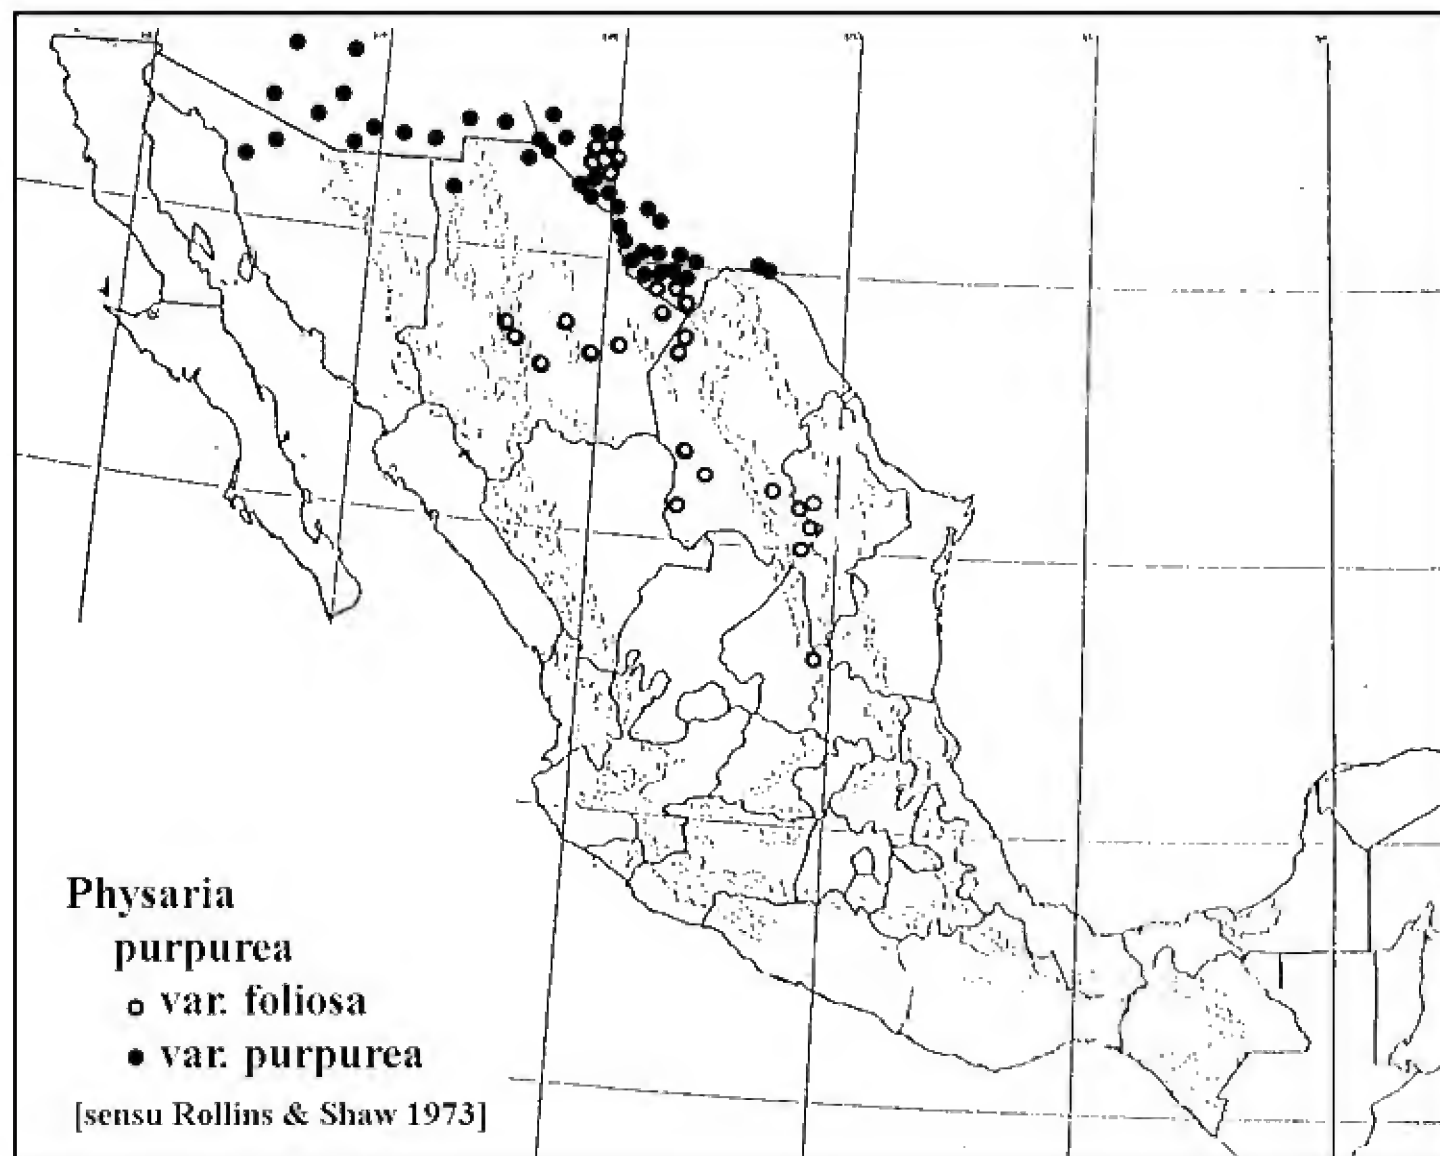 Physaria
purpurea
var. foliosa
var. purpurea
[sensu Rollins & Shaw 1973]